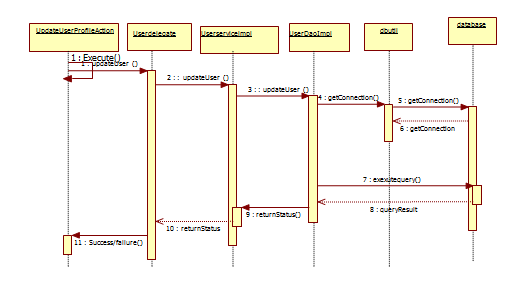 UpdateUserProfileAction
Userdelegate
UserserviceImpl
UserDaoImpl
dbutil
database
1 : Execute()
1 : updateUser ()
2 : : updateUser ()
3 : : updateUser ()
4 : getConnection()
5 : getConnection()
6 : getConnection
7 : exexutequery()
8 : queryResult
9 : returnStatus()
10 : returnStatus
11 : Success/failure()